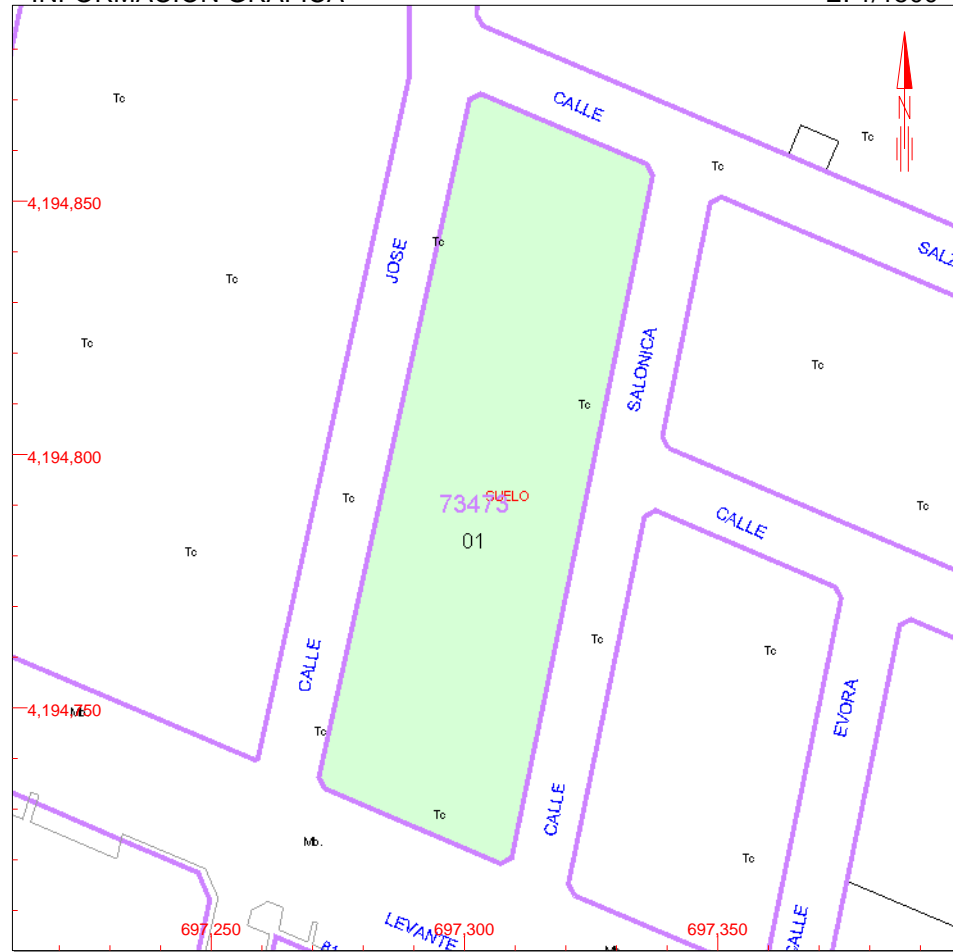 CALLE
Tc
Tc
Tc
N
4,194,850
JOSE
Tc
SALZ
Tc
Tc
SALONICA
Tc
Tc
4,194,800
SUELO
73473
Tc
Tc
CALLE
01
Tc
CALLE
Tc
Tc
EVORA
4,194,750
Mb.
Tc
CALLE
Tc
Mb.
Tc
697,250
697,300
697,350
LEVANTE
CALLE